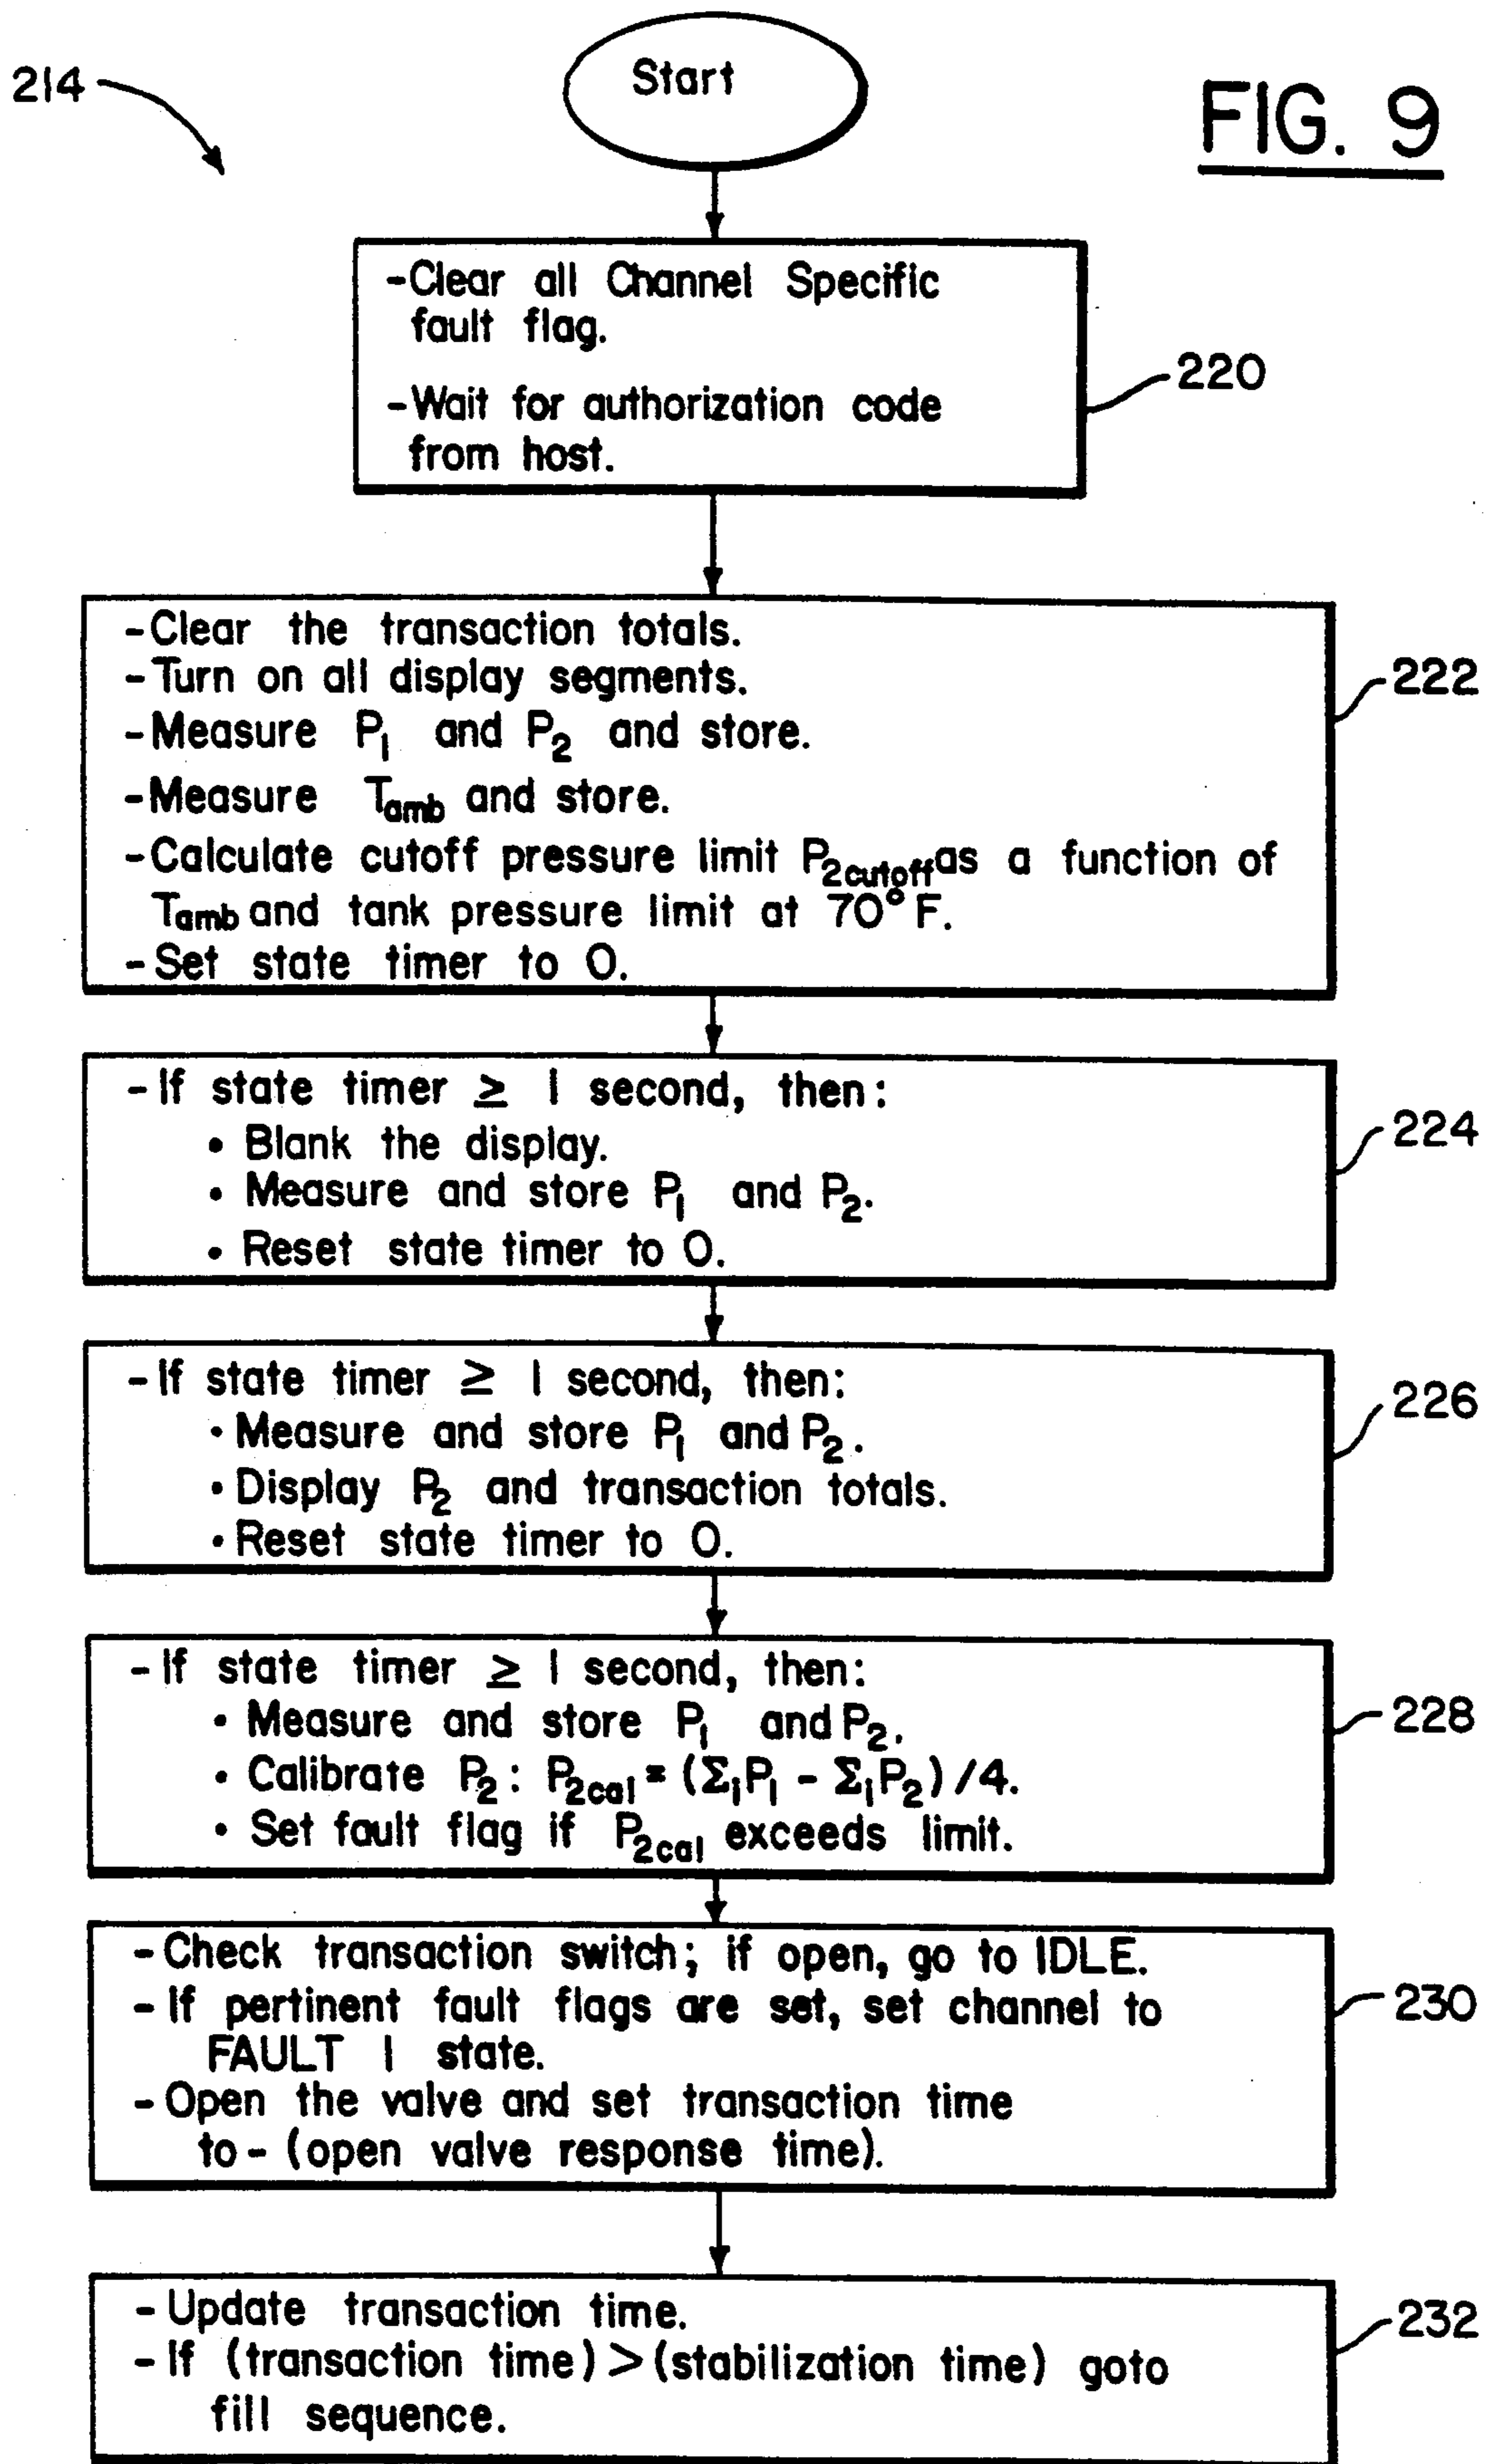 214
Start
FIG. 9
-Clear all Channel Specific
fault flag.
-Wait for authorization code
from host.
220
-Clear the transaction totals.
-Turn on all display segments.
-Measure P₁ and P₂ and store.
-Measure Tamb and store.
-Calculate cutoff pressure limit P2cutoff as a function of
Tamb and tank pressure limit at 70°F.
-Set state timer to 0.
222
-If state timer ≥ 1 second, then:
• Blank the display.
• Measure and store P₁ and P₂.
• Reset state timer to 0.
224
-If state timer ≥ 1 second, then:
• Measure and store P₁ and P₂.
• Display P₂ and transaction totals.
• Reset state timer to 0.
226
-If state timer ≥ 1 second, then:
• Measure and store P₁ and P₂.
• Calibrate P₂: P2cal = (ΣᵢP₁ - ΣᵢP₂)/4.
• Set fault flag if P2cal exceeds limit.
228
-Check transaction switch; if open, go to IDLE.
-If pertinent fault flags are set, set channel to
FAULT 1 state.
-Open the valve and set transaction time
to - (open valve response time).
230
-Update transaction time.
-If (transaction time) > (stabilization time) goto
fill sequence.
232